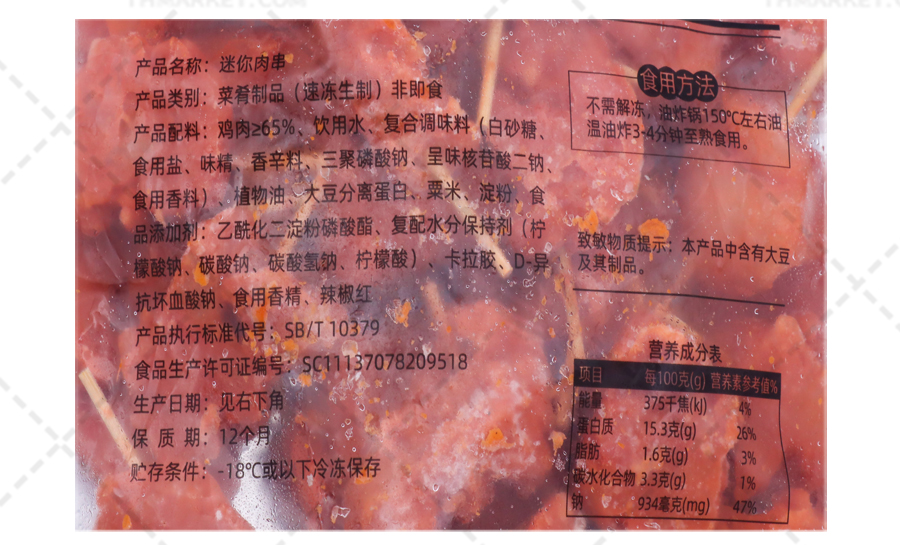 产品名称：迷你肉串
产品类别：菜肴制品（速冻生制）非即食
产品配料：鸡肉≥65%、饮用水、复合调味料（白砂糖、
食用盐、味精、香辛料、三聚磷酸钠、呈味核苷酸二钠、
食用香料）、植物油、大豆分离蛋白、粟米、淀粉、食
品添加剂：乙酰化二淀粉磷酸酯、复配水分保持剂（柠
檬酸钠、碳酸钠、碳酸氢钠、柠檬酸）、卡拉胶、D-异
抗坏血酸钠、食用香精、辣椒红
产品执行标准代号：SB/T 10379
食品生产许可证编号：SC11137078209518
生产日期：见右下角
保 质 期：12个月
贮存条件：-18℃或以下冷冻保存
食用方法
不需解冻，油炸锅150℃左右油
温油炸3-4分钟至熟食用。
致敏物质提示：本产品中含有大豆
及其制品。
营养成分表
项目 每100克(g) 营养素参考值%
能量 375千焦(kJ) 4%
蛋白质 15.3克(g) 26%
脂肪 1.6克(g) 3%
碳水化合物 3.3克(g) 1%
钠 934毫克(mg) 47%